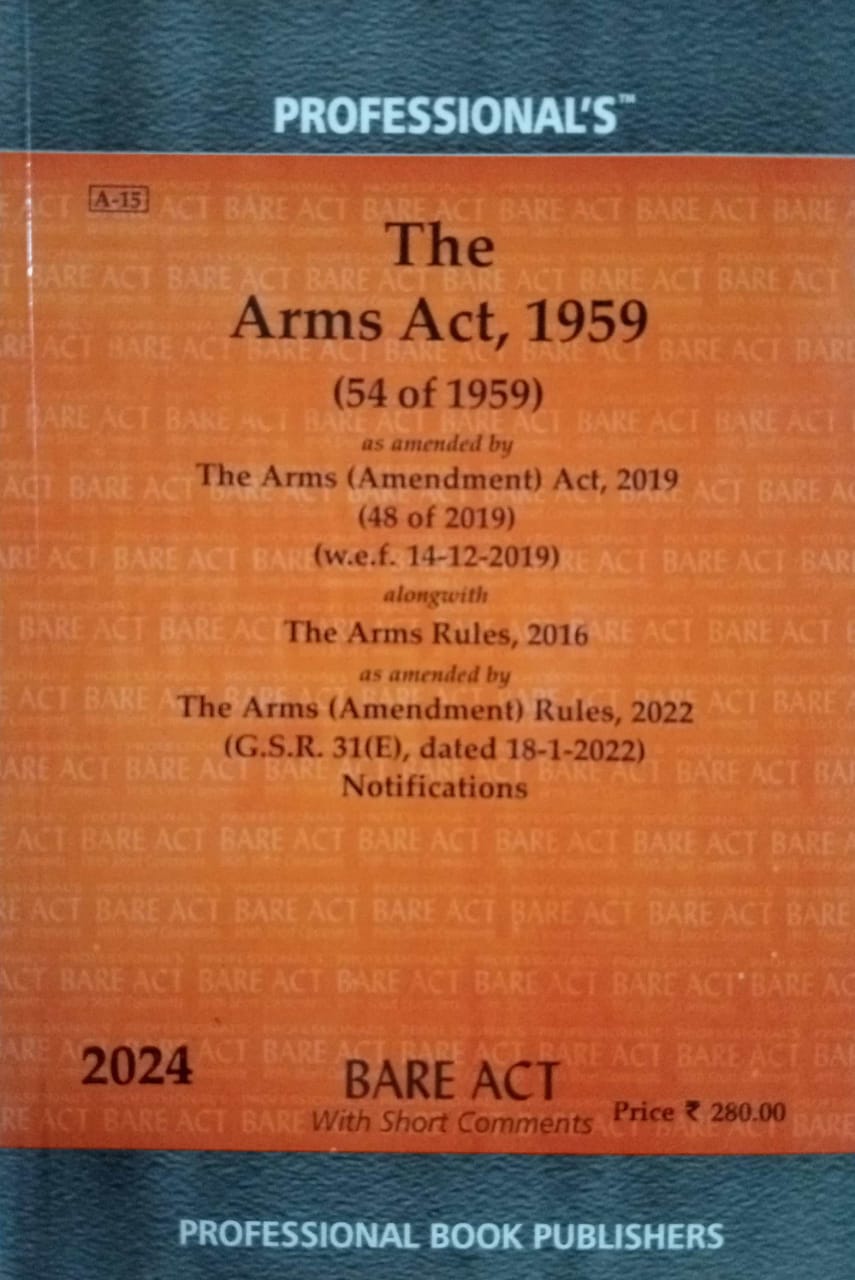 PROFESSIONAL'S™
A-15
The
Arms Act, 1959
(54 of 1959)
as amended by
The Arms (Amendment) Act, 2019
(48 of 2019)
(w.e.f. 14-12-2019)
alongwith
The Arms Rules, 2016
as amended by
The Arms (Amendment) Rules, 2022
(G.S.R. 31(E), dated 18-1-2022)
Notifications
2024
BARE ACT
With Short Comments
Price ₹ 280.00
PROFESSIONAL BOOK PUBLISHERS